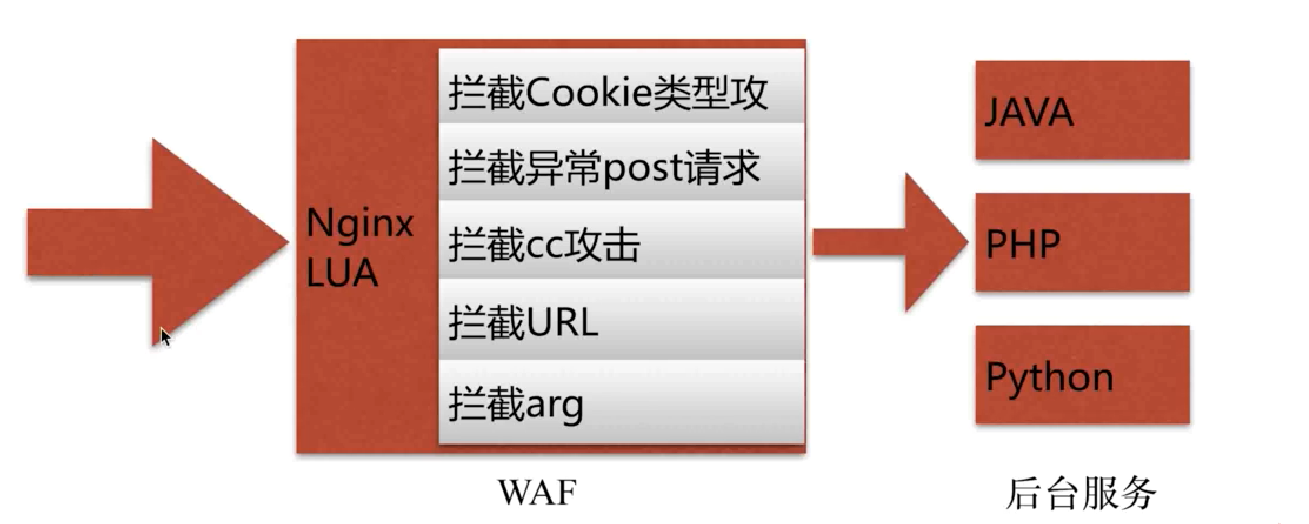 Nginx
LUA
拦截Cookie类型攻
拦截异常post请求
拦截cc攻击
拦截URL
拦截arg
WAF
JAVA
PHP
Python
后台服务